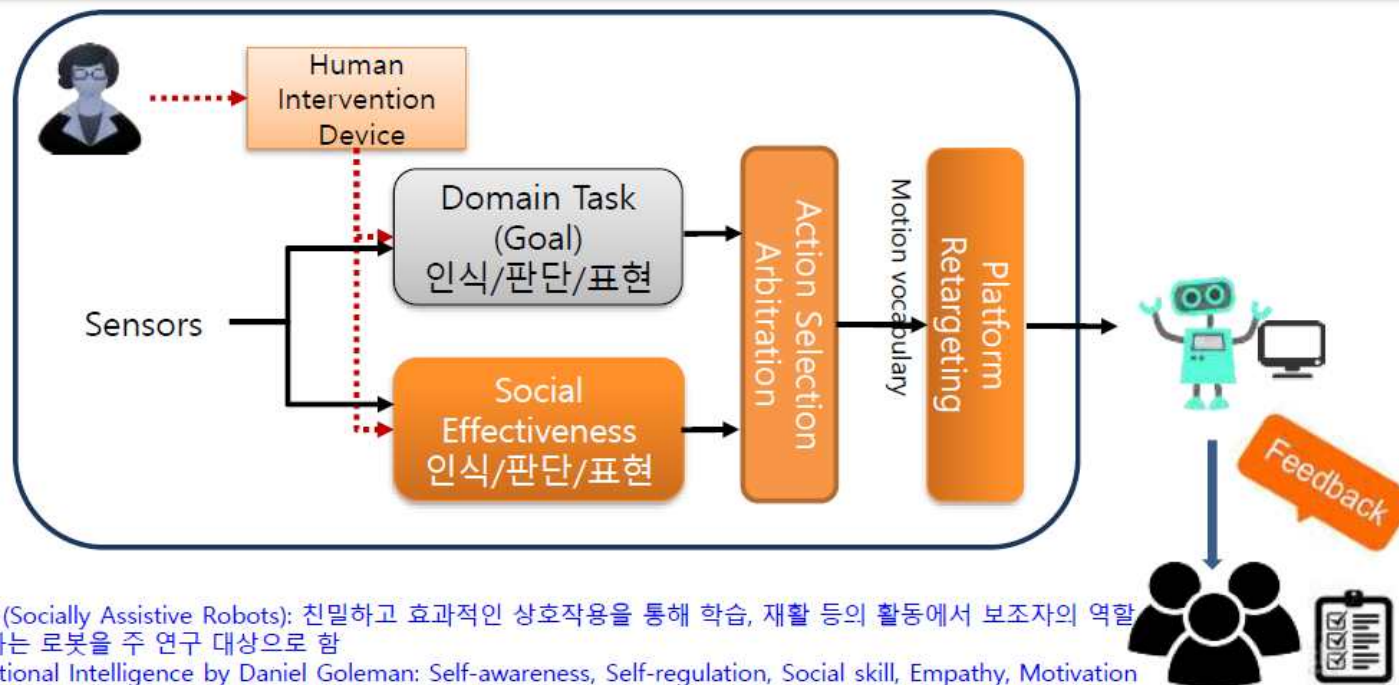 Human
Intervention
Device
Domain Task
(Goal)
인식/판단/표현
Sensors
Social
Effectiveness
인식/판단/표현
Action Selection
Arbitration
Motion vocabulary
Platform
Retargeting
Feedback
(Socially Assistive Robots): 친밀하고 효과적인 상호작용을 통해 학습, 재활 등의 활동에서 보조자의 역할
하는 로봇을 주 연구 대상으로 함
tional Intelligence by Daniel Goleman: Self-awareness, Self-regulation, Social skill, Empathy, Motivation